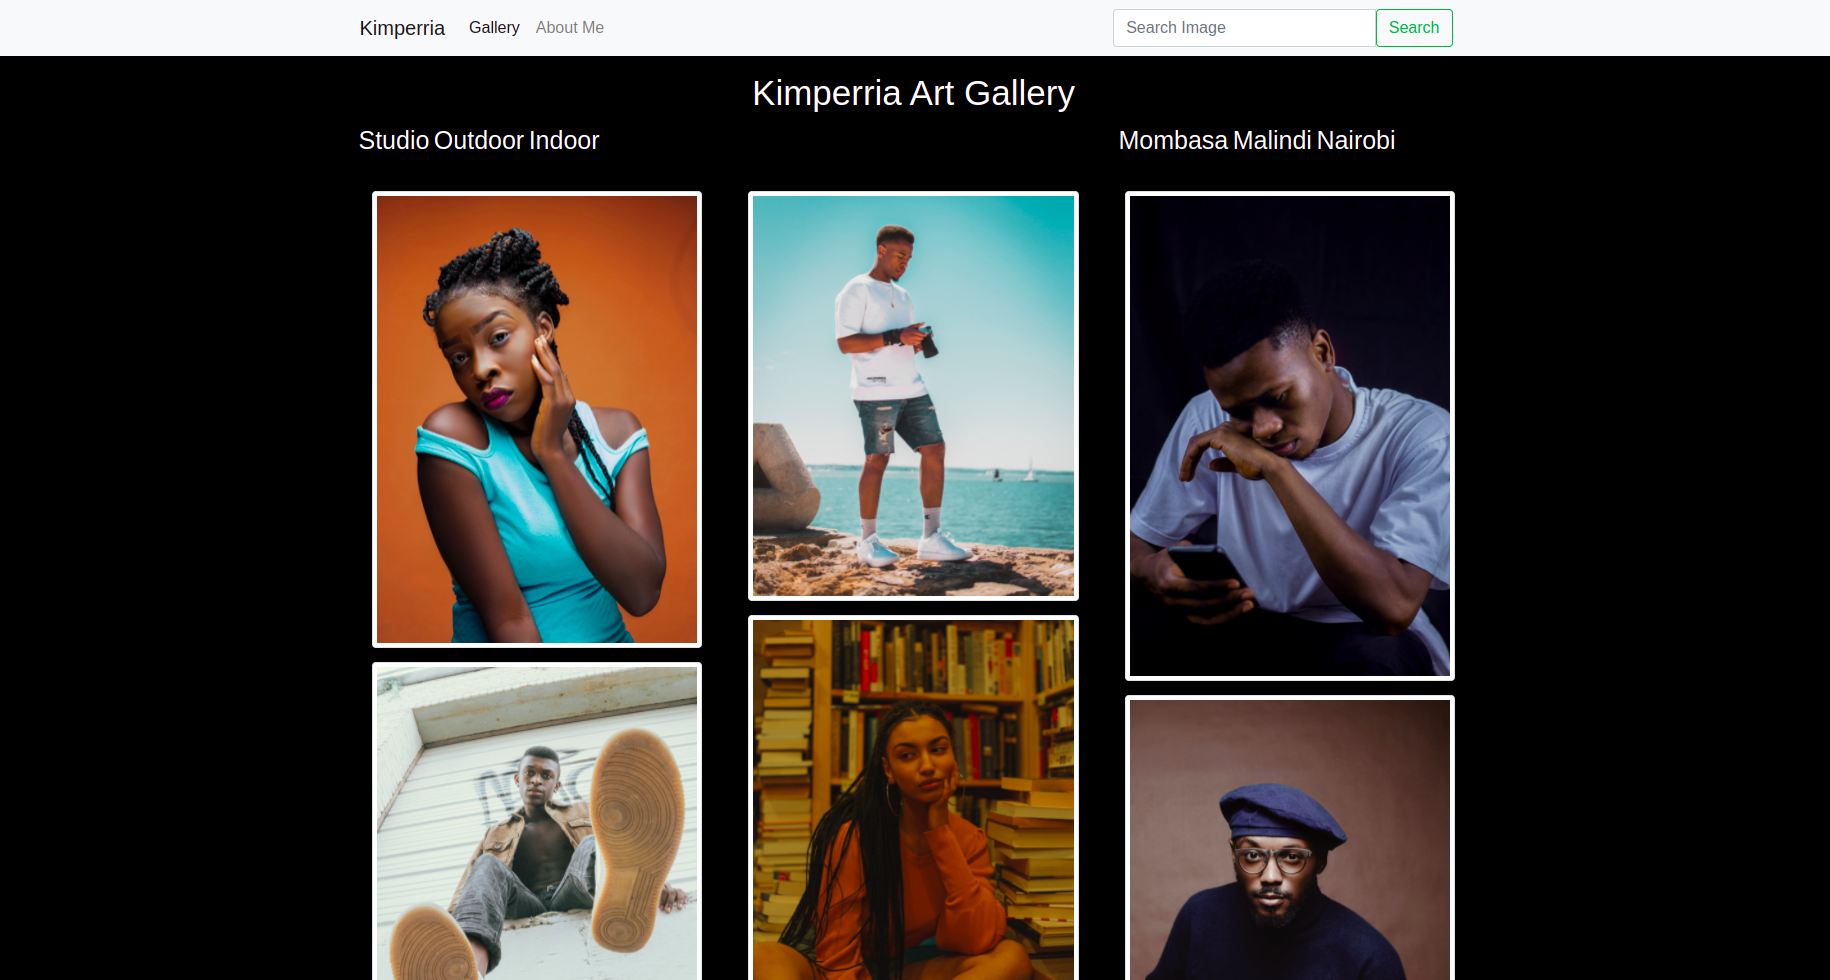 Kimperria Gallery About Me Search Image Search
Kimperria Art Gallery
Studio Outdoor Indoor Mombasa Malindi Nairobi